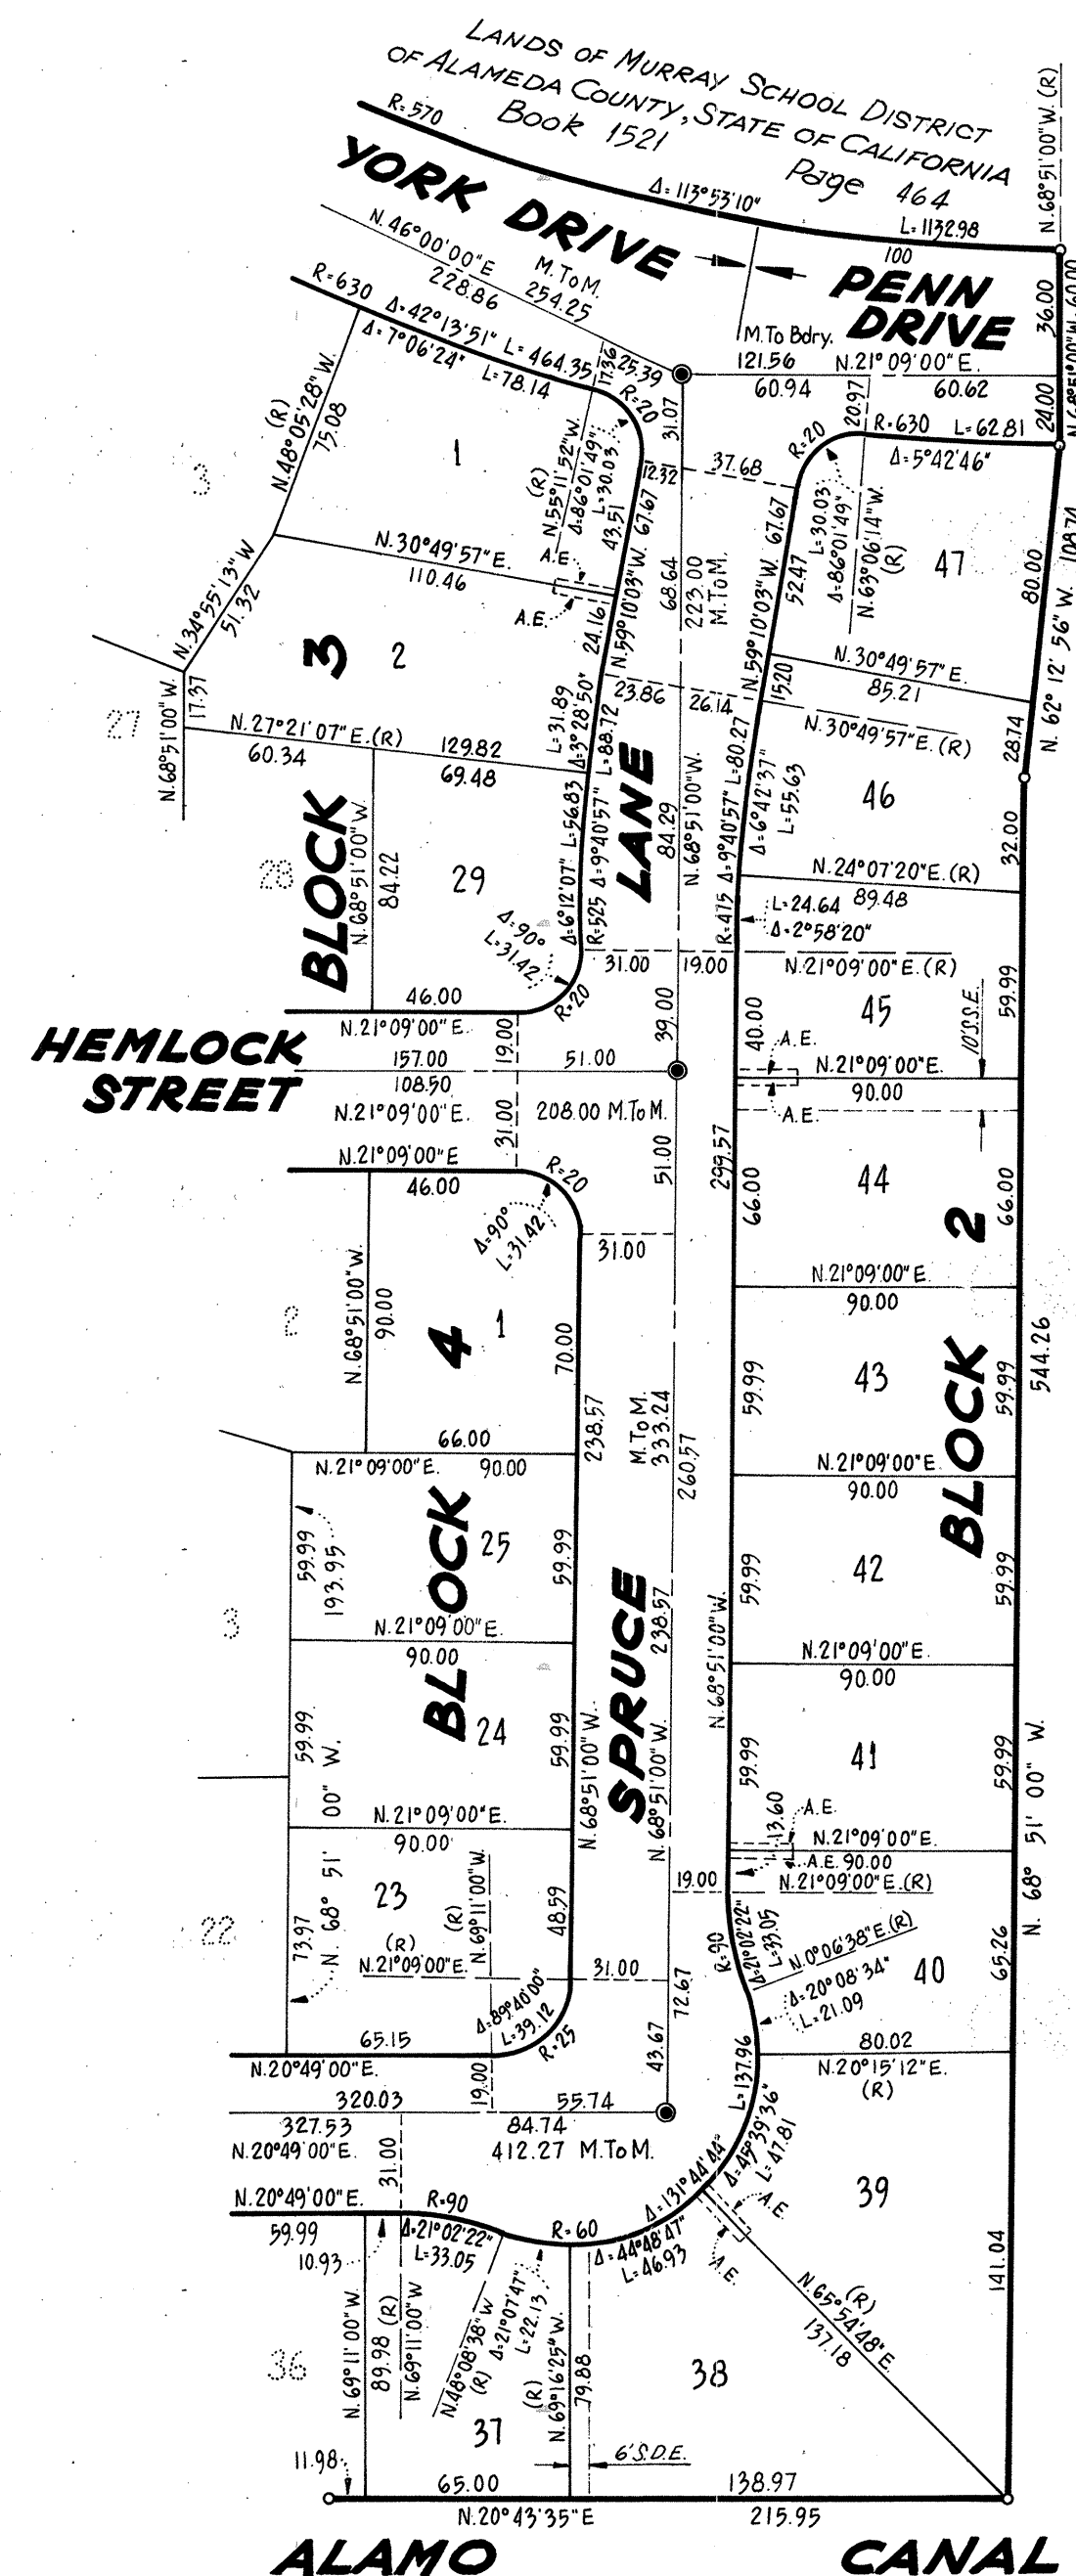 LANDS OF MURRAY SCHOOL DISTRICT
OF ALAMEDA COUNTY, STATE OF CALIFORNIA
Book 1521 Page 464
R=570
Δ=113°53'10"
L=1132.98
100
N.68°51'00"W.(R)
YORK DRIVE
PENN
DRIVE
N.46°00'00"E
228.86
M.ToM.
254.25
R=630 Δ=42°13'51" L=464.35
Δ=7°06'24" L=78.14
17.36
25.39
R=20
31.07
M.To Bdry.
121.56 N.21°09'00"E.
60.94 60.62
36.00
24.00
N.68°51'00"W. 60.00
20.97
R=630 L=62.81
Δ=5°42'46"
R=20
N.48°05'28"W.
(R)
75.08
3
1
(R)
N.55°11'52"W.
Δ=86°01'49"
L=30.03
43.51
12.32
37.68
67.67
N.59°10'03"W.
68.64
223.00
M.ToM.
N.59°10'03"W. 67.67
52.47
L=30.03
Δ=86°01'49"
N.63°06'14"W.
(R)
47
80.00
N.62°12'56"W. 108.74
N.30°49'57"E.
110.46
A.E.
A.E.
N.34°55'13"W
51.32
3
2
24.16
N.30°49'57"E.
85.21
15.20
23.86
26.14
N.30°49'57"E.(R)
28.74
27
N.68°51'00"W.
17.37
N.27°21'07"E.(R)
60.34
129.82
69.48
L=31.89
Δ=3°28'50"
L=88.72
Δ=9°40'57"
R=525
L=56.83
Δ=6°12'07"
LANE
84.29
N.68°51'00"W.
R=475 Δ=9°40'57" L=80.27
Δ=6°42'37"
L=55.63
46
32.00
BLOCK
28
N.68°51'00"W
84.22
29
N.24°07'20"E.(R)
89.48
L=24.64
Δ=2°58'20"
Δ=90°
L=31.42
R=20
31.00
19.00
N.21°09'00"E.(R)
46.00
N.21°09'00"E.
39.00
40.00
45
59.99
10'S.S.E.
HEMLOCK
STREET
157.00
108.50
N.21°09'00"E.
19.00
51.00
208.00 M.ToM.
A.E.
N.21°09'00"E.
90.00
A.E.
31.00
51.00
299.57
N.21°09'00"E
46.00
R=20
Δ=90°
L=31.42
31.00
66.00
44
66.00
2
N.21°09'00"E.
90.00
2
N.68°51'00"W.
90.00
4
1
70.00
238.57
M.ToM.
333.24
260.57
59.99
43
59.99
544.26
BLOCK
66.00
N.21°09'00"E.
90.00
N.21°09'00"E.
90.00
59.99
193.95
BLOCK
25
59.99
59.99
42
59.99
3
N.21°09'00"E.
90.00
SPRUCE
238.57
N.68°51'00"W.
N.21°09'00"E.
90.00
59.99
24
59.99
N.68°51'00"W.
N.68°51'00"W.
59.99
41
59.99
N. 68° 51' 00" W.
N.21°09'00"E.
90.00
13.60
A.E.
N.21°09'00"E.
A.E. 90.00
22
73.97
N. 68° 51' 00" W.
23
(R)
N.21°09'00"E.
(R)
N.69°11'00"W.
48.59
31.00
19.00
N.21°09'00"E.(R)
R=90
Δ=21°02'22"
L=33.05
N.0°06'38"E.(R)
Δ=20°08'34"
L=21.09
40
65.26
Δ=89°40'00"
L=39.12
R=25
72.67
43.67
65.15
N.20°49'00"E.
80.02
N.20°15'12"E.
(R)
320.03
327.53
N.20°49'00"E.
19.00
55.74
84.74
412.27 M.ToM.
L=137.96
Δ=131°44'44"
Δ=45°39'36"
L=47.81
31.00
N.20°49'00"E.
59.99
10.93
R=90
Δ=21°02'22"
L=33.05
R=60
Δ=44°48'47"
L=46.93
A.E.
A.E.
39
141.04
N.65°54'48"E.
(R)
137.18
36
N.69°11'00"W
89.98 (R)
N.69°11'00"W
N.48°08'38"W
(R)
Δ=21°07'47"
L=22.13
(R)
N.69°16'25"W.
79.88
37
38
11.98
65.00
6'S.D.E.
138.97
N.20°43'35"E
215.95
ALAMO CANAL